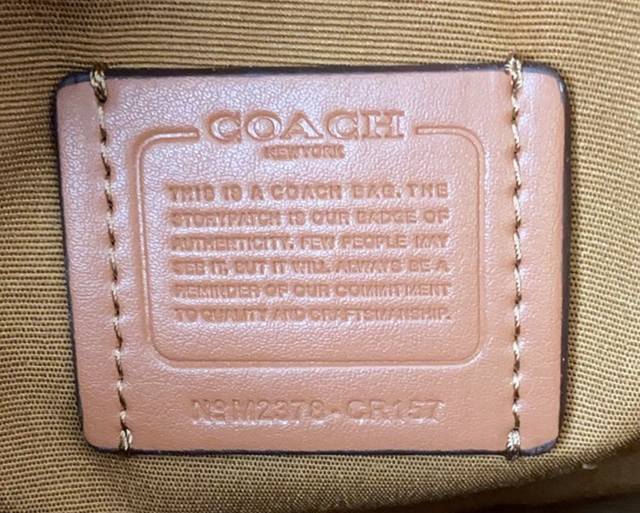 COACH
NEW YORK
THIS IS A COACH BAG. THE
STORYPATCH IS OUR BADGE OF
AUTHENTICITY. FEW PEOPLE MAY
SEE IT, BUT IT WILL ALWAYS BE A
REMINDER OF OUR COMMITMENT
TO QUALITY AND CRAFTSMANSHIP.
Nº M2378-CR157